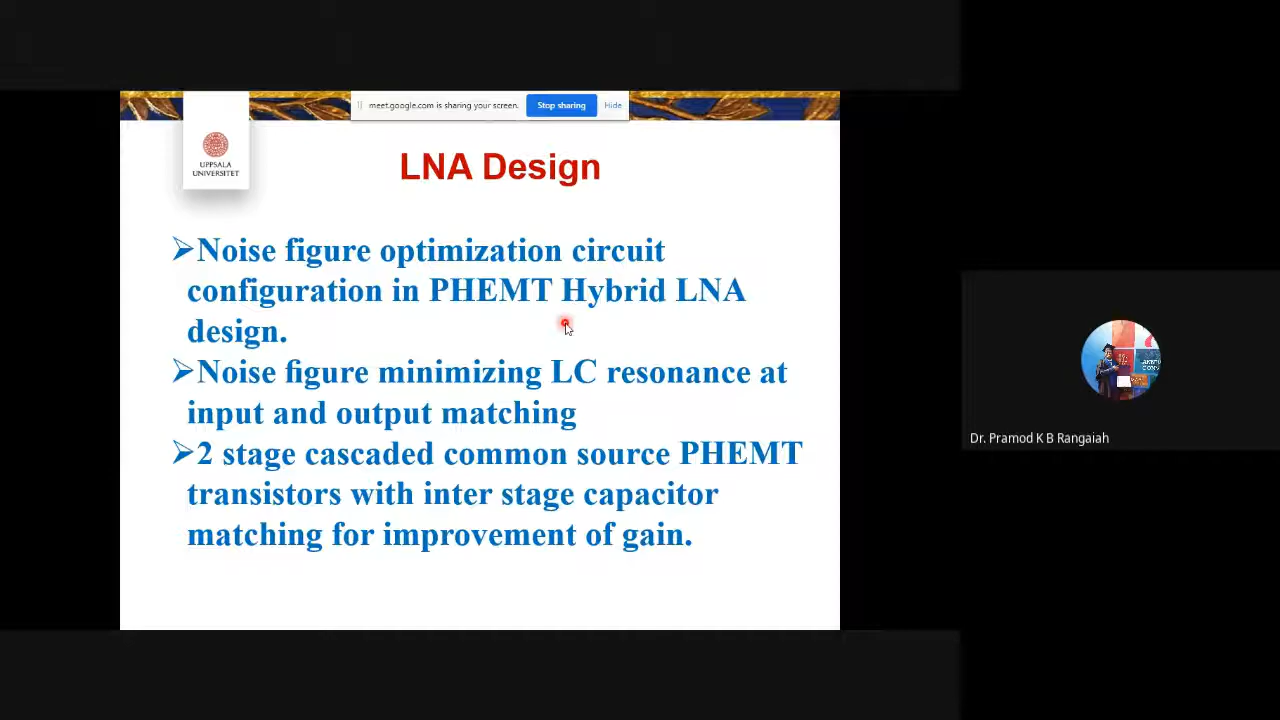 meet.google.com is sharing your screen. Stop sharing Hide
UPPSALA
UNIVERSITET
LNA Design
➢Noise figure optimization circuit
configuration in PHEMT Hybrid LNA
design.
➢Noise figure minimizing LC resonance at
input and output matching
➢2 stage cascaded common source PHEMT
transistors with inter stage capacitor
matching for improvement of gain.
Dr. Pramod K B Rangaiah